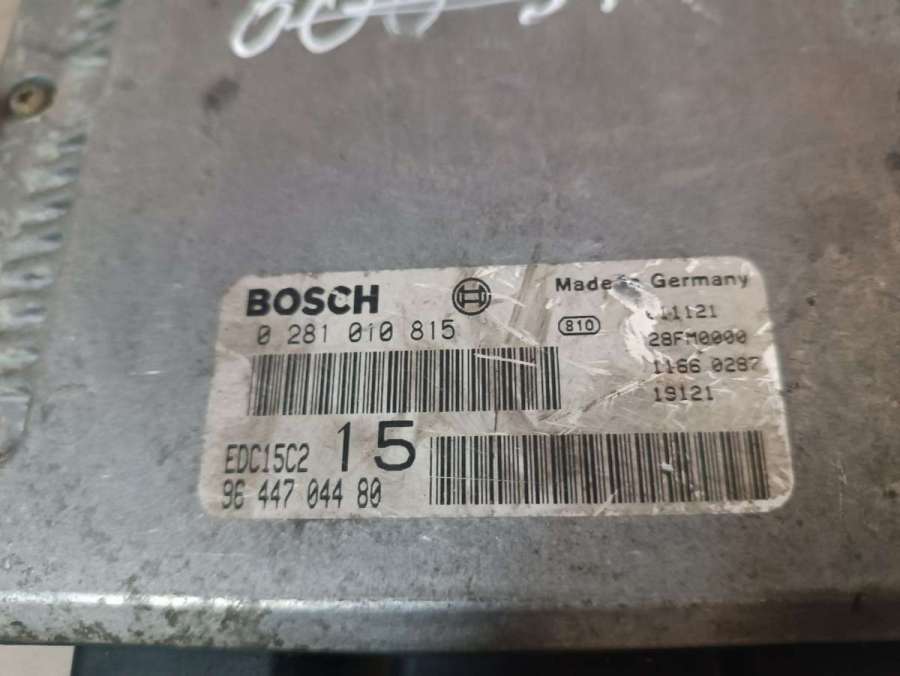 BOSCH
Made in Germany
0 281 010 815
810
28FM0000
1166 0287
19121
EDC15C2
15
96 447 044 80